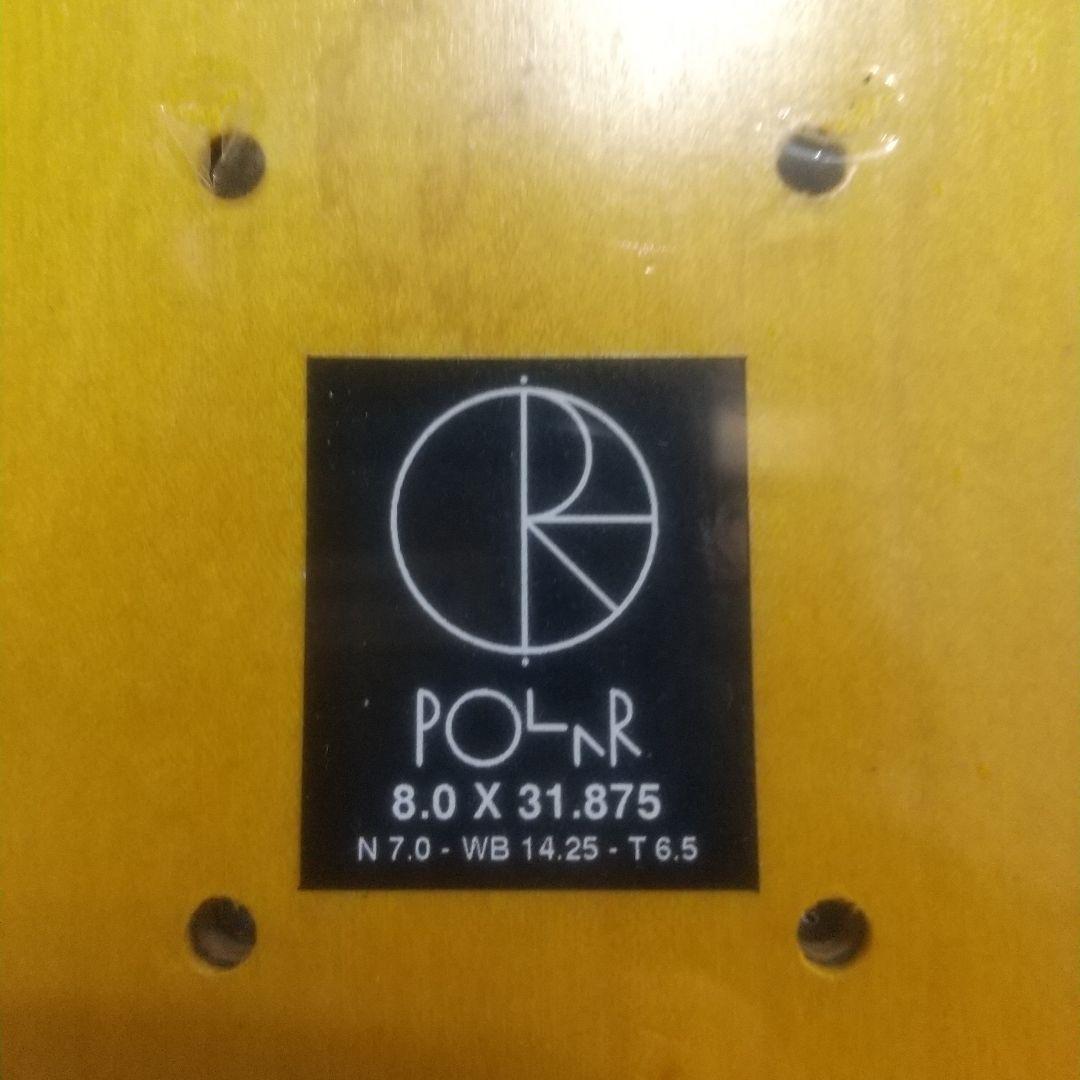 POLAR
8.0 X 31.875
N 7.0 - WB 14.25 - T 6.5